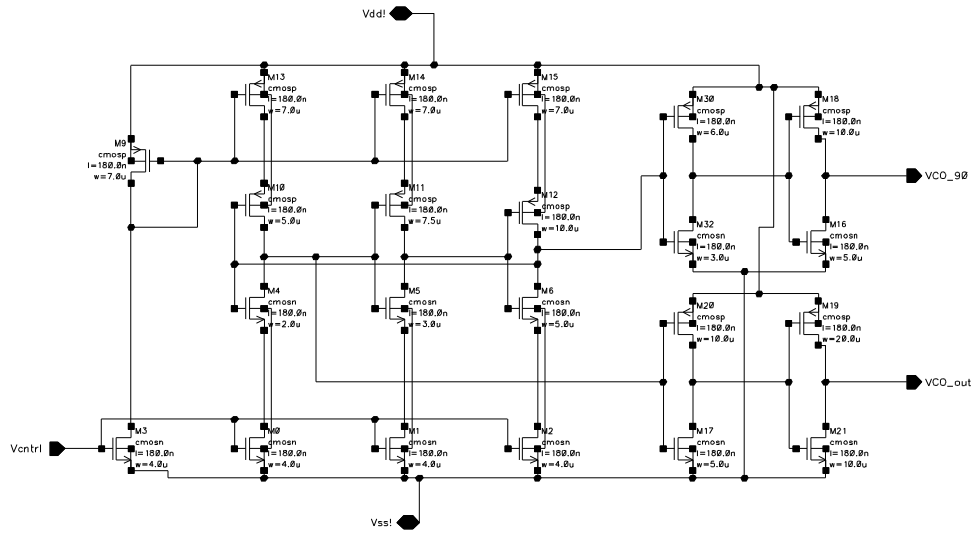 Vdd!
M13
cmosp
l=180.0n
w=7.0u
M14
cmosp
l=180.0n
w=7.0u
M15
cmosp
l=180.0n
w=7.0u
M30
cmosp
l=180.0n
w=6.0u
M18
cmosp
l=180.0n
w=10.0u
M9
cmosp
l=180.0n
w=7.0u
VCO_90
M10
cmosp
l=180.0n
w=5.0u
M11
cmosp
l=180.0n
w=7.5u
M12
cmosp
l=180.0n
w=10.0u
M32
cmosn
l=180.0n
w=3.0u
M16
cmosn
l=180.0n
w=5.0u
M4
cmosn
l=180.0n
w=2.0u
M5
cmosn
l=180.0n
w=3.0u
M6
cmosn
l=180.0n
w=5.0u
M20
cmosp
l=180.0n
w=10.0u
M19
cmosp
l=180.0n
w=20.0u
VCO_out
Vcntrl
M3
cmosn
l=180.0n
w=4.0u
M0
cmosn
l=180.0n
w=4.0u
M1
cmosn
l=180.0n
w=4.0u
M2
cmosn
l=180.0n
w=4.0u
M17
cmosn
l=180.0n
w=5.0u
M21
cmosn
l=180.0n
w=10.0u
Vss!